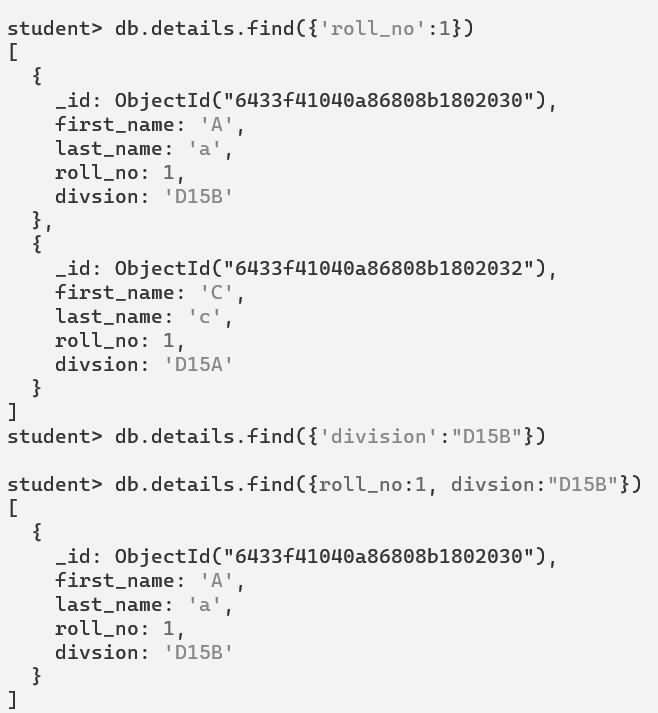 student> db.details.find({'roll_no':1})
[
  {
    _id: ObjectId("6433f41040a86808b1802030"),
    first_name: 'A',
    last_name: 'a',
    roll_no: 1,
    divsion: 'D15B'
  },
  {
    _id: ObjectId("6433f41040a86808b1802032"),
    first_name: 'C',
    last_name: 'c',
    roll_no: 1,
    divsion: 'D15A'
  }
]
student> db.details.find({'division':"D15B"})
student> db.details.find({roll_no:1, divsion:"D15B"})
[
  {
    _id: ObjectId("6433f41040a86808b1802030"),
    first_name: 'A',
    last_name: 'a',
    roll_no: 1,
    divsion: 'D15B'
  }
]